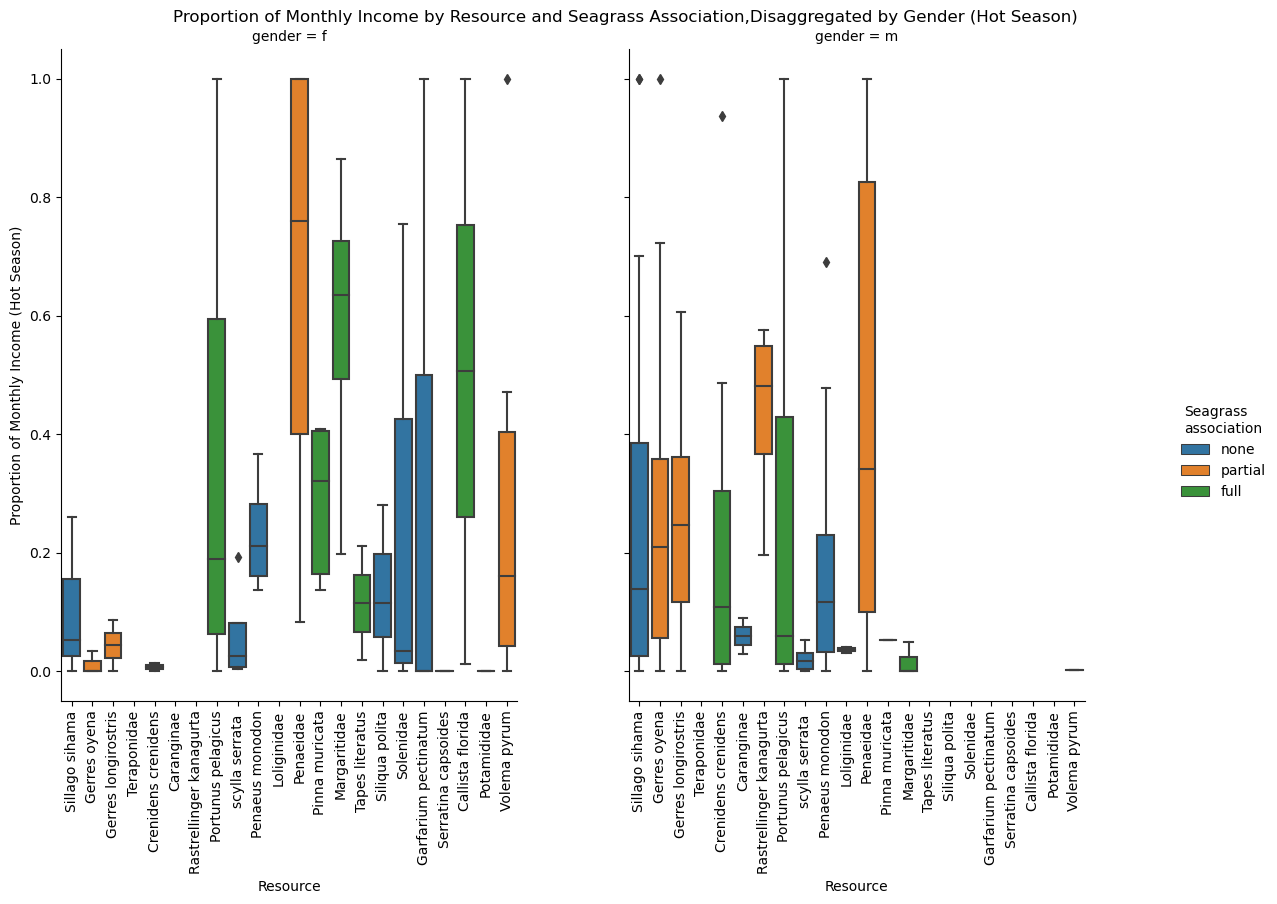 Proportion of Monthly Income by Resource and Seagrass Association,Disaggregated by Gender (Hot Season)
gender = f
gender = m
Proportion of Monthly Income (Hot Season)
1.0
0.8
0.6
0.4
0.2
0.0
Sillago sihama
Gerres oyena
Gerres longirostris
Teraponidae
Crenidens crenidens
Caranginae
Rastrellinger kanagurta
Portunus pelagicus
scylla serrata
Penaeus monodon
Loliginidae
Penaeidae
Pinna muricata
Margaritidae
Tapes literatus
Siliqua polita
Solenidae
Garfarium pectinatum
Serratina capsoides
Callista florida
Potamididae
Volema pyrum
Resource
Sillago sihama
Gerres oyena
Gerres longirostris
Teraponidae
Crenidens crenidens
Caranginae
Rastrellinger kanagurta
Portunus pelagicus
scylla serrata
Penaeus monodon
Loliginidae
Penaeidae
Pinna muricata
Margaritidae
Tapes literatus
Siliqua polita
Solenidae
Garfarium pectinatum
Serratina capsoides
Callista florida
Potamididae
Volema pyrum
Resource
Seagrass
association
none
partial
full